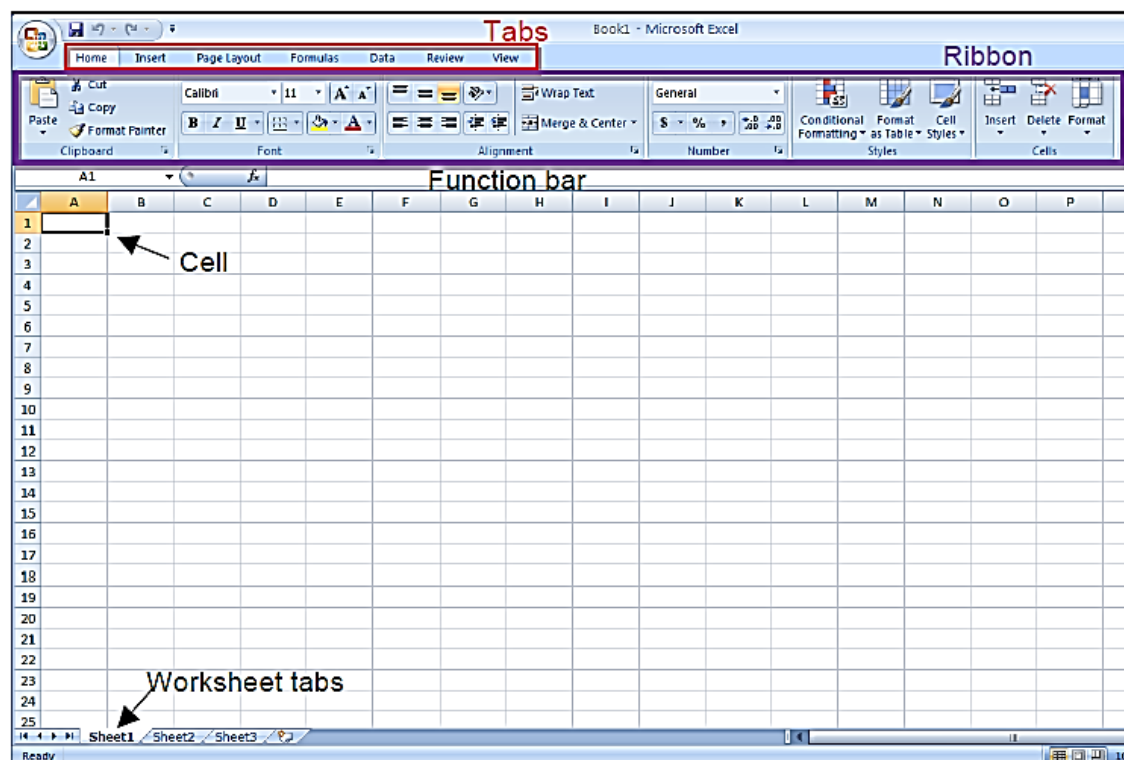 Tabs
Book1 - Microsoft Excel
Home Insert Page Layout Formulas Data Review View
Ribbon
Cut
Calibri 11 A A Wrap Text General
Copy
Paste
Format Painter
B I U A Merge & Center $ % , .0 .00 .00 .0
Conditional Formatting Format as Table Cell Styles Insert Delete Format
Clipboard Font Alignment Number Styles Cells
A1 fx
Function bar
A B C D E F G H I J K L M N O P
1
2
Cell
3
4
5
6
7
8
9
10
11
12
13
14
15
16
17
18
19
20
21
22
Worksheet tabs
23
24
25
Sheet1 Sheet2 Sheet3
Ready